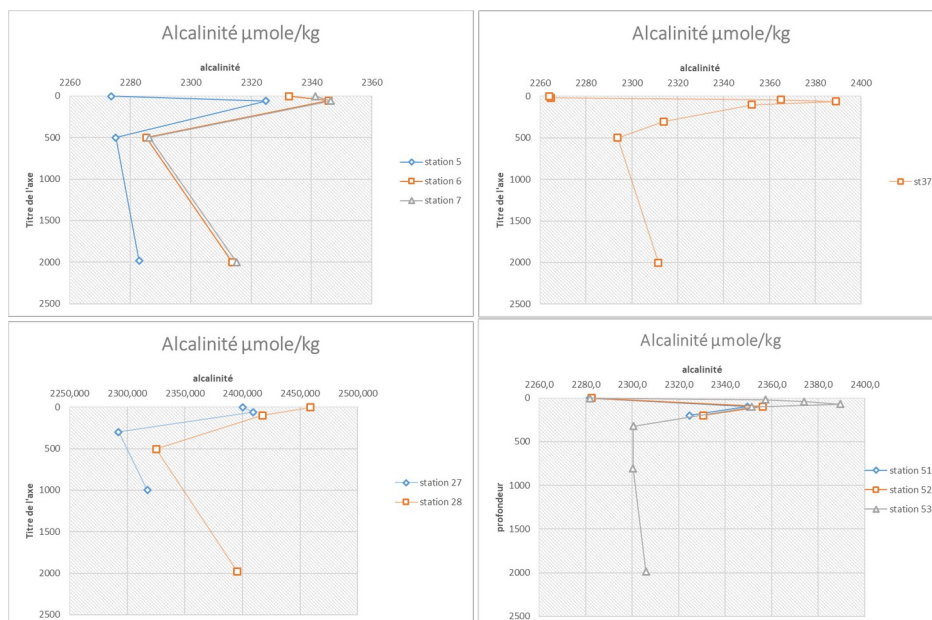 Alcalinité µmole/kg
alcalinité
2260 2280 2300 2320 2340 2360
0
500
1000
1500
2000
2500
Titre de l'axe
station 5
station 6
station 7
Alcalinité µmole/kg
alcalinité
2260 2280 2300 2320 2340 2360 2380 2400
0
500
1000
1500
2000
2500
Titre de l'axe
st37
Alcalinité µmole/kg
alcalinité
2250,000 2300,000 2350,000 2400,000 2450,000 2500,000
0
500
1000
1500
2000
2500
Titre de l'axe
station 27
station 28
Alcalinité µmole/kg
alcalinité
2260,0 2280,0 2300,0 2320,0 2340,0 2360,0 2380,0 2400,0
0
500
1000
1500
2000
2500
profondeur
station 51
station 52
station 53